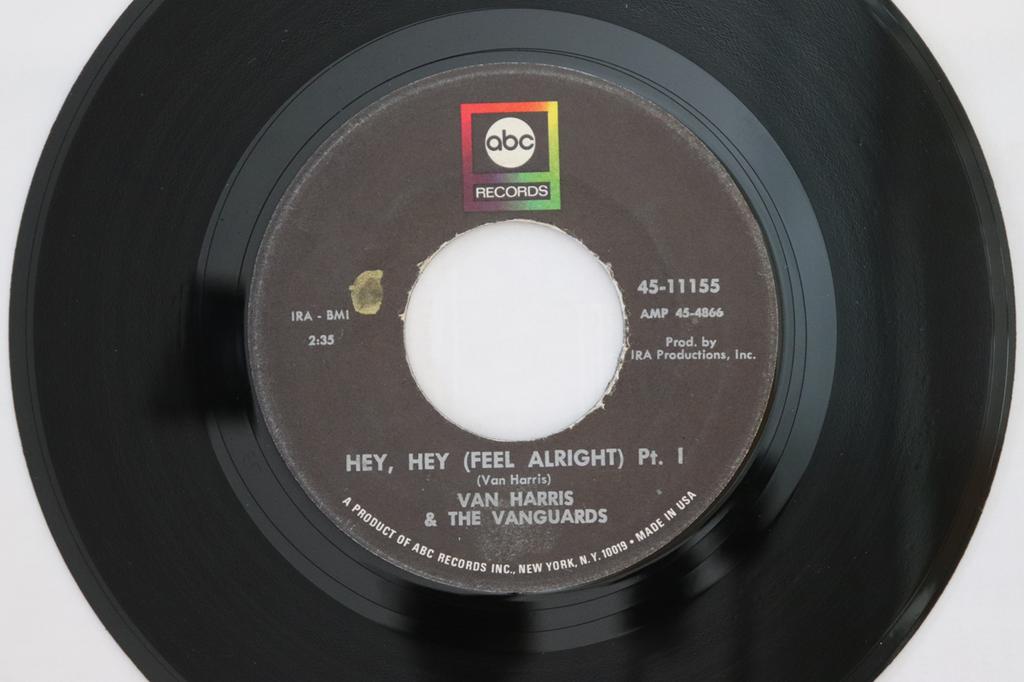 abc
RECORDS
45-11155
IRA - BMI
AMP 45-4866
2:35
Prod. by
IRA Productions, Inc.
HEY, HEY (FEEL ALRIGHT) Pt. I
(Van Harris)
VAN HARRIS
& THE VANGUARDS
A PRODUCT OF ABC RECORDS INC., NEW YORK, N.Y. 10019 • MADE IN USA